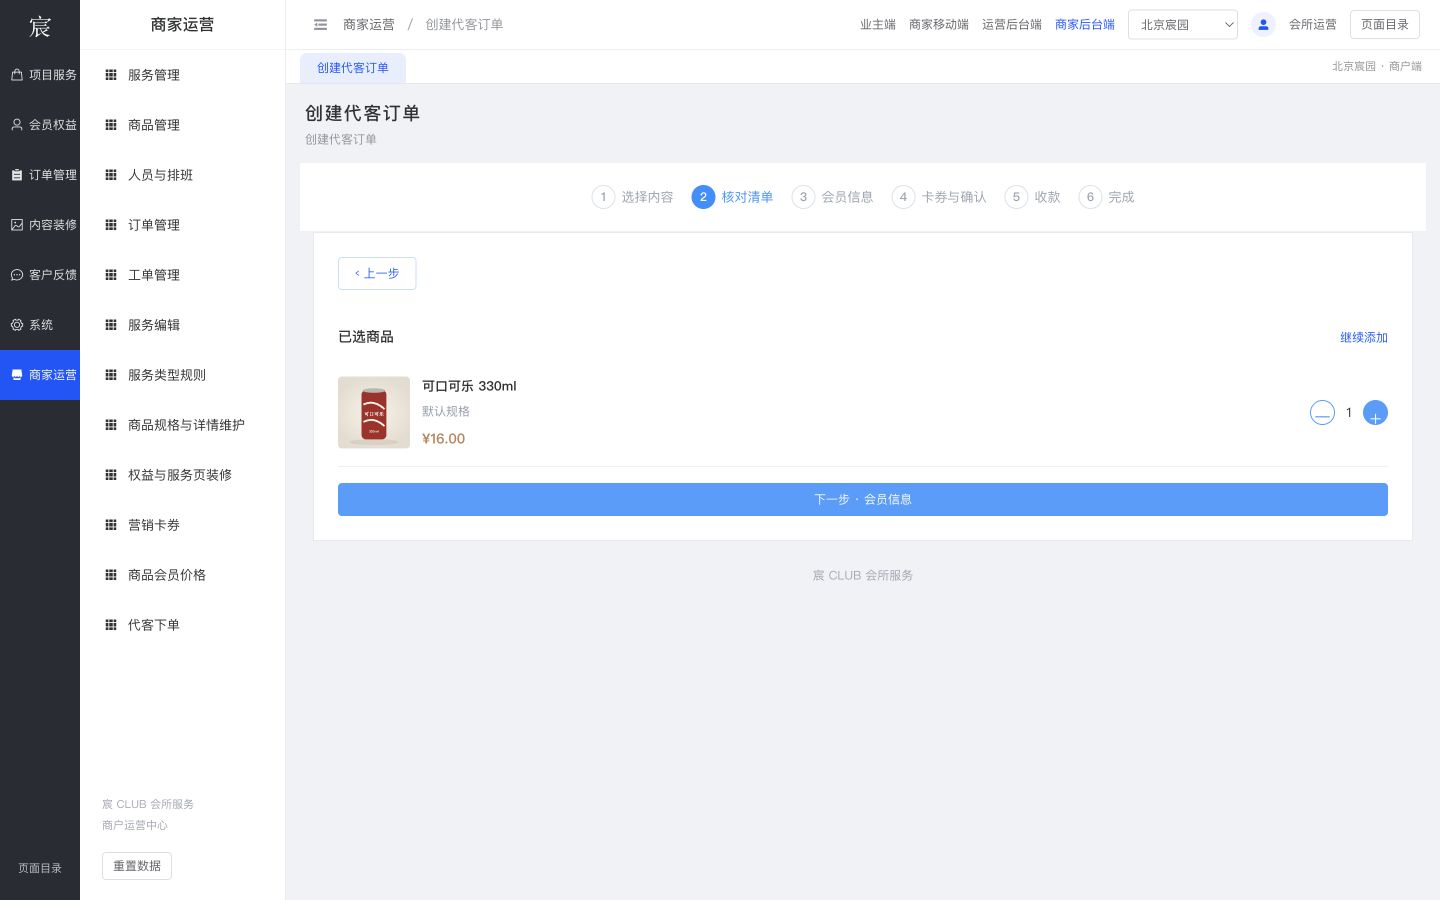 宸
项目服务
会员权益
订单管理
内容装修
客户反馈
系统
商家运营
页面目录
商家运营
服务管理
商品管理
人员与排班
订单管理
工单管理
服务编辑
服务类型规则
商品规格与详情维护
权益与服务页装修
营销卡券
商品会员价格
代客下单
宸 CLUB 会所服务
商户运营中心
重置数据
商家运营 / 创建代客订单
业主端 商家移动端 运营后台端 商家后台端 北京宸园 会所运营 页面目录
创建代客订单
北京宸园 · 商户端
创建代客订单
创建代客订单
1 选择内容 2 核对清单 3 会员信息 4 卡券与确认 5 收款 6 完成
‹ 上一步
已选商品
继续添加
可口可乐
330ml
可口可乐 330ml
默认规格
¥16.00
— 1 +
下一步 · 会员信息
宸 CLUB 会所服务